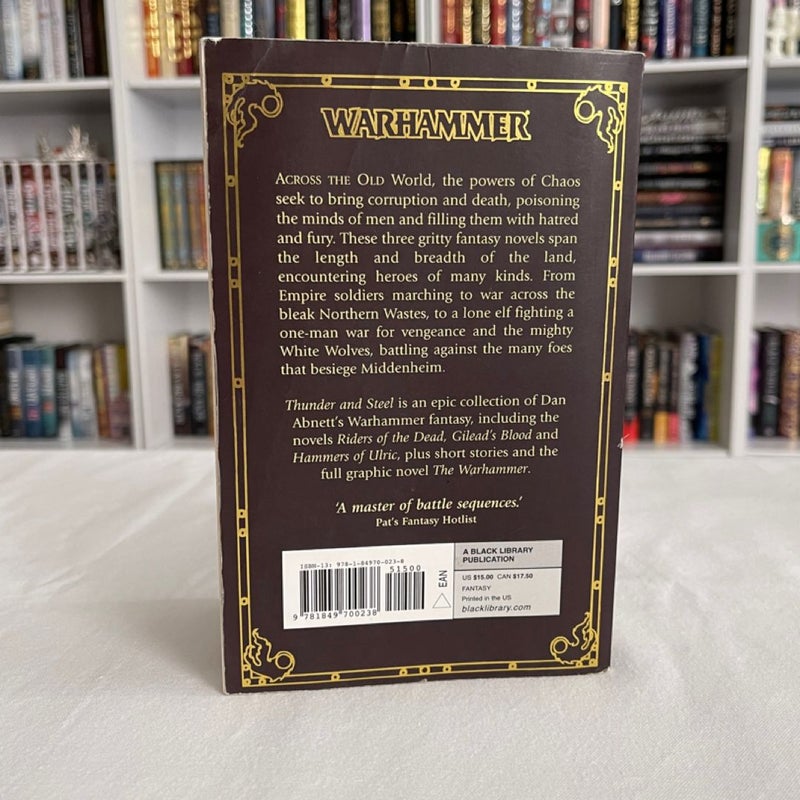 WARHAMMER
ACROSS THE OLD World, the powers of Chaos
seek to bring corruption and death, poisoning
the minds of men and filling them with hatred
and fury. These three gritty fantasy novels span
the length and breadth of the land,
encountering heroes of many kinds. From
Empire soldiers marching to war across the
bleak Northern Wastes, to a lone elf fighting a
one-man war for vengeance and the mighty
White Wolves, battling against the many foes
that besiege Middenheim.
Thunder and Steel is an epic collection of Dan
Abnett's Warhammer fantasy, including the
novels Riders of the Dead, Gilead's Blood and
Hammers of Ulric, plus short stories and the
full graphic novel The Warhammer.
'A master of battle sequences.'
Pat's Fantasy Hotlist
ISBN-13: 978-1-84970-023-8
51500
9 781849 700238
EAN
A BLACK LIBRARY
PUBLICATION
US $15.00 CAN $17.50
FANTASY
Printed in the US
blacklibrary.com